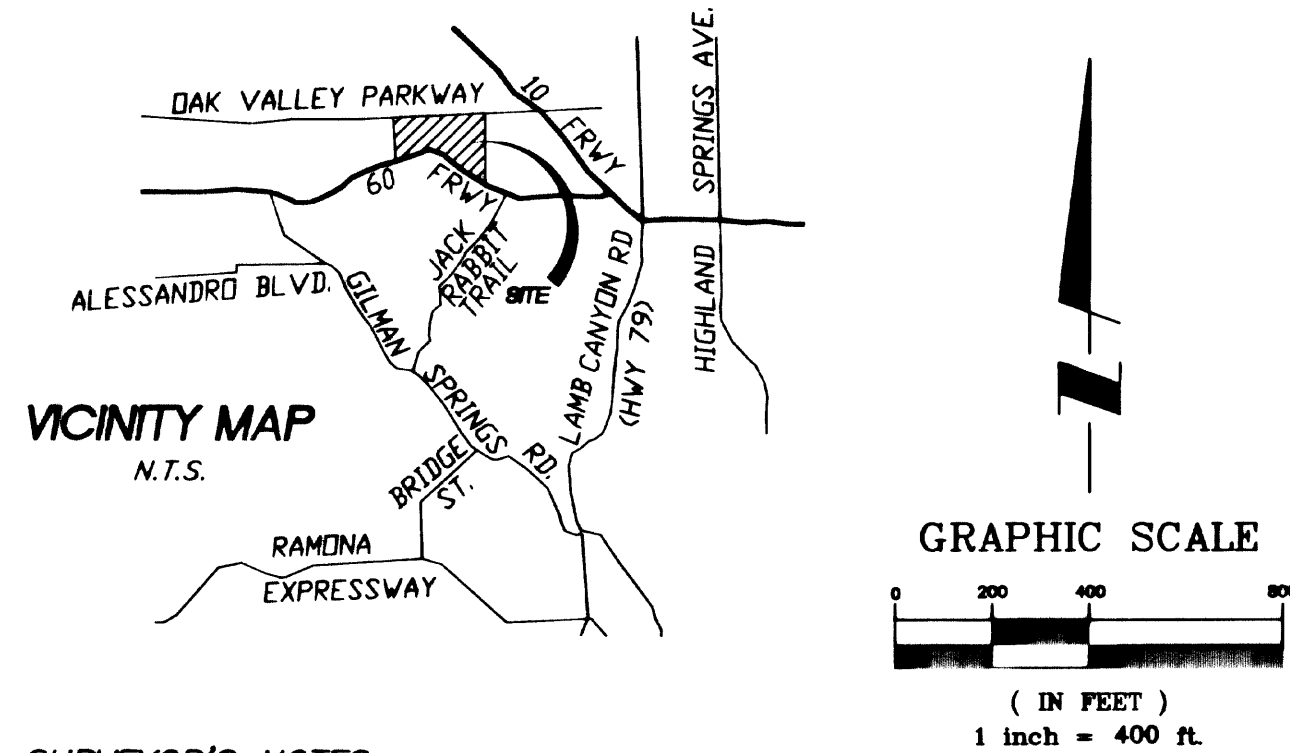 OAK VALLEY PARKWAY
10
FRWY
SPRINGS AVE.
HIGHLAND
60
FRWY
JACK
RABBIT
TRAIL
SITE
ALESSANDRO BLVD.
GILMAN
SPRINGS
RD.
LAMB CANYON RD
(HWY 79)
VICINITY MAP
N.T.S.
BRIDGE
ST.
RAMONA
EXPRESSWAY
N
GRAPHIC SCALE
0 200 400 800
( IN FEET )
1 inch = 400 ft.